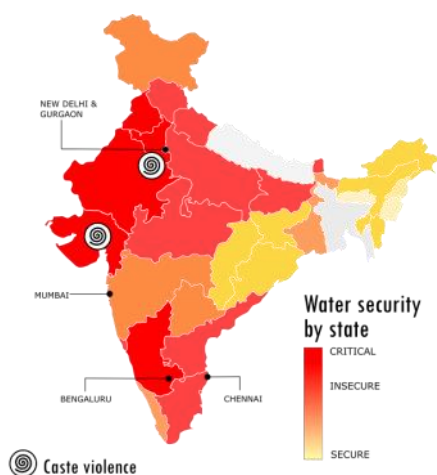 NEW DELHI &
GURGAON
MUMBAI
BENGALURU
CHENNAI
Water security
by state
CRITICAL
INSECURE
SECURE
Caste violence